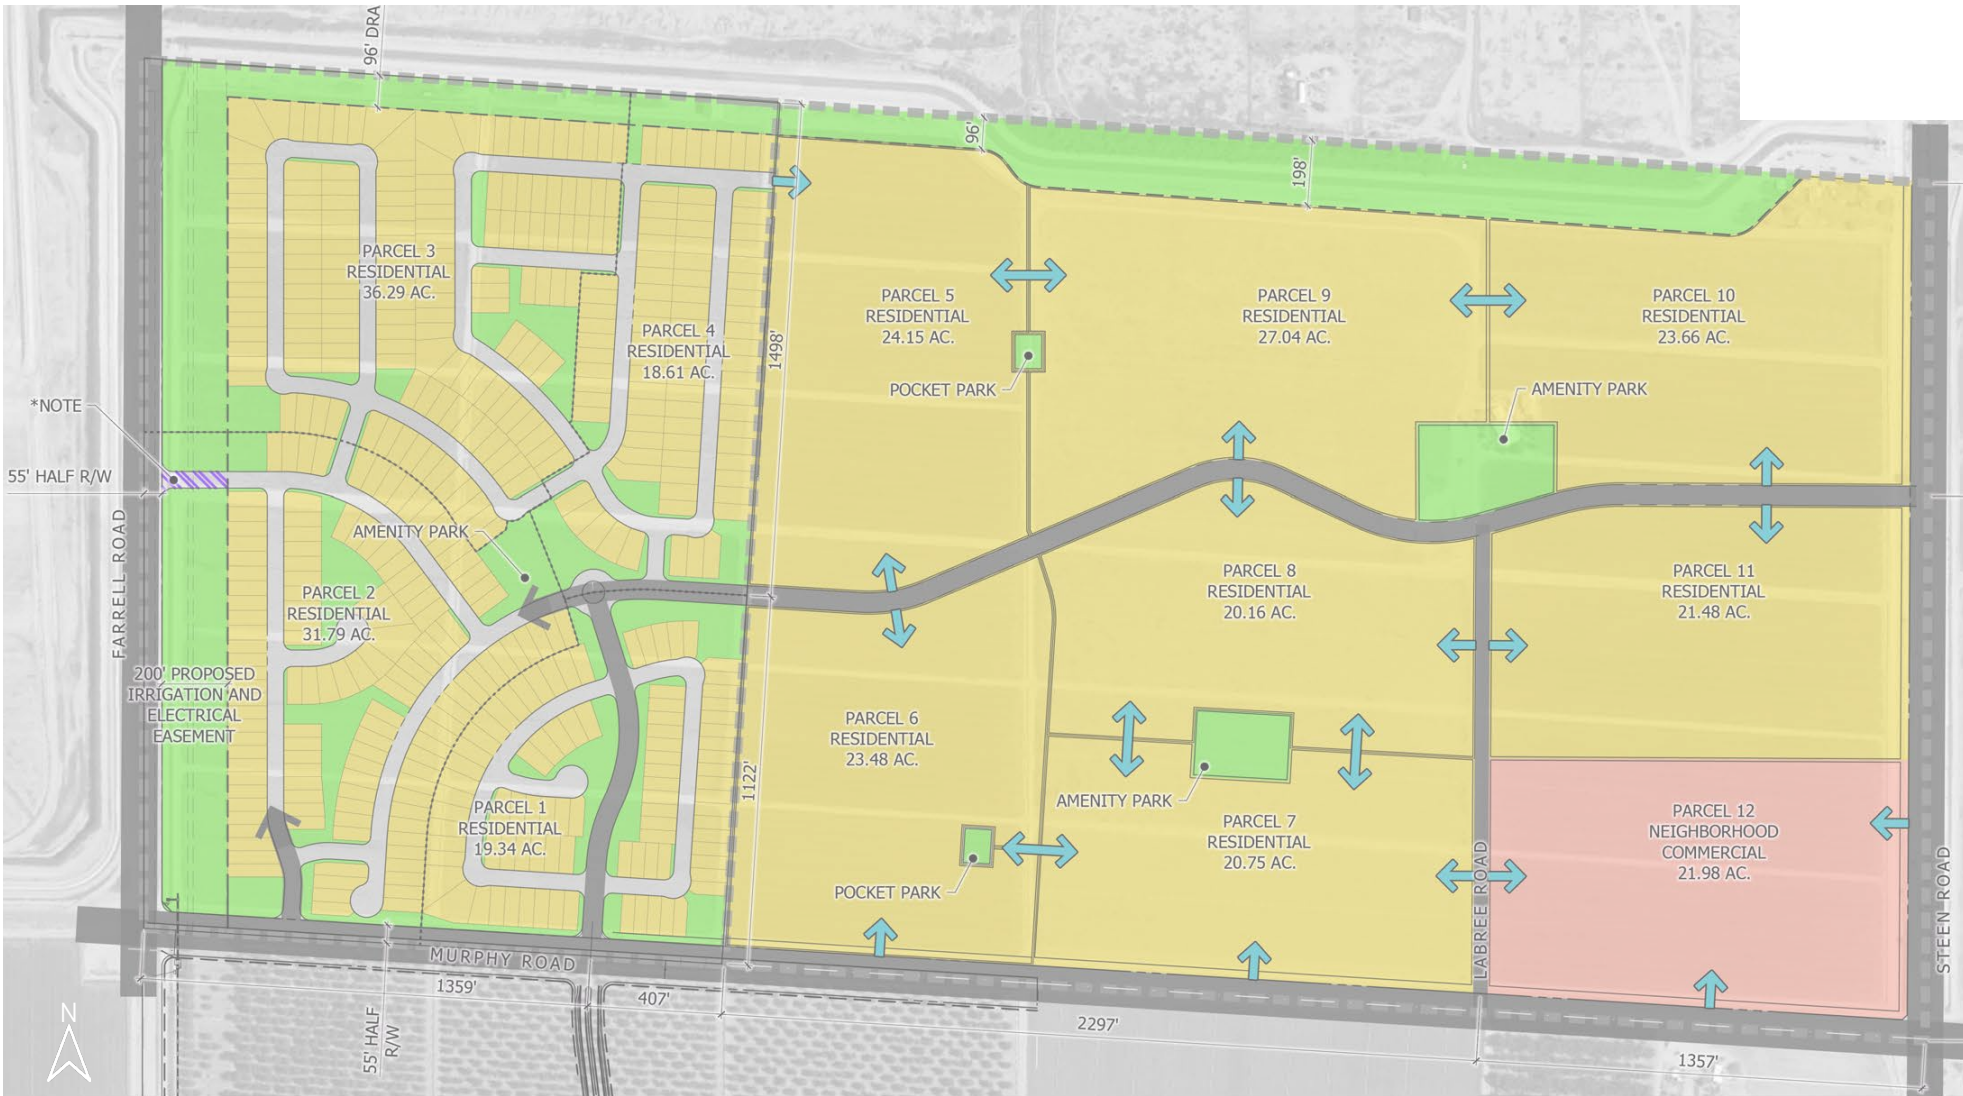 96' DRA
96'
198'
PARCEL 3
RESIDENTIAL
36.29 AC.
PARCEL 4
RESIDENTIAL
18.61 AC.
1498'
PARCEL 5
RESIDENTIAL
24.15 AC.
PARCEL 9
RESIDENTIAL
27.04 AC.
PARCEL 10
RESIDENTIAL
23.66 AC.
POCKET PARK
AMENITY PARK
*NOTE
55' HALF R/W
FARRELL ROAD
AMENITY PARK
PARCEL 2
RESIDENTIAL
31.79 AC.
PARCEL 8
RESIDENTIAL
20.16 AC.
PARCEL 11
RESIDENTIAL
21.48 AC.
200' PROPOSED
IRRIGATION AND
ELECTRICAL
EASEMENT
PARCEL 6
RESIDENTIAL
23.48 AC.
1122'
AMENITY PARK
PARCEL 1
RESIDENTIAL
19.34 AC.
PARCEL 7
RESIDENTIAL
20.75 AC.
PARCEL 12
NEIGHBORHOOD
COMMERCIAL
21.98 AC.
POCKET PARK
LABREE ROAD
STEEN ROAD
MURPHY ROAD
1359'
407'
2297'
1357'
55' HALF
R/W
N